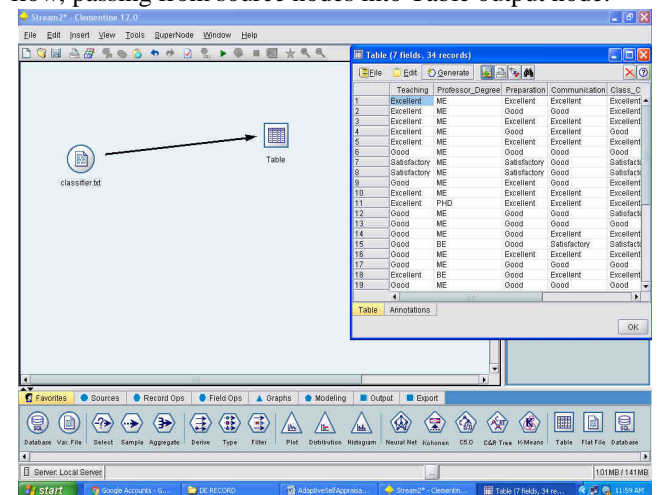 now, passing from source nodes into Table output node.
Stream2* - Clementine 12.0
File Edit Insert View Tools SuperNode Window Help
Table (7 fields, 34 records)
File Edit Generate
Teaching Professor_Degree Preparation Communication Class_C
1 Excellent ME Excellent Excellent Excellent
2 Excellent ME Good Good Excellent
3 Excellent ME Excellent Excellent Excellent
4 Excellent ME Excellent Good Good
5 Excellent ME Excellent Excellent Excellent
6 Good ME Good Good Good
7 Satisfactory ME Satisfactory Good Satisfact
8 Satisfactory ME Satisfactory Good Satisfact
9 Good ME Good Excellent Excellent
10 Excellent ME Excellent Excellent Excellent
11 Excellent PHD Excellent Excellent Excellent
12 Good ME Good Good Satisfact
13 Good ME Good Good Good
14 Good ME Good Excellent Excellent
15 Good BE Good Satisfactory Satisfact
16 Good ME Excellent Excellent Excellent
17 Good ME Good Good Good
18 Excellent BE Good Excellent Excellent
19 Good ME Good Good Good
classifier.txt
Table
Table Annotations
OK
Favorites Sources Record Ops Field Ops Graphs Modeling Output Export
Database Var. File Select Sample Aggregate Derive Type Filter Plot Distribution Histogram Neural Net Kohonen C5.0 C&R Tree K-Means Table Flat File Database
Server: Local Server
101MB / 141MB
start Google Accounts - G... DE RECORD AdaptiveSelfAppraisa... Stream2* - Clementin... Table (7 fields, 34 re... 11:59 AM